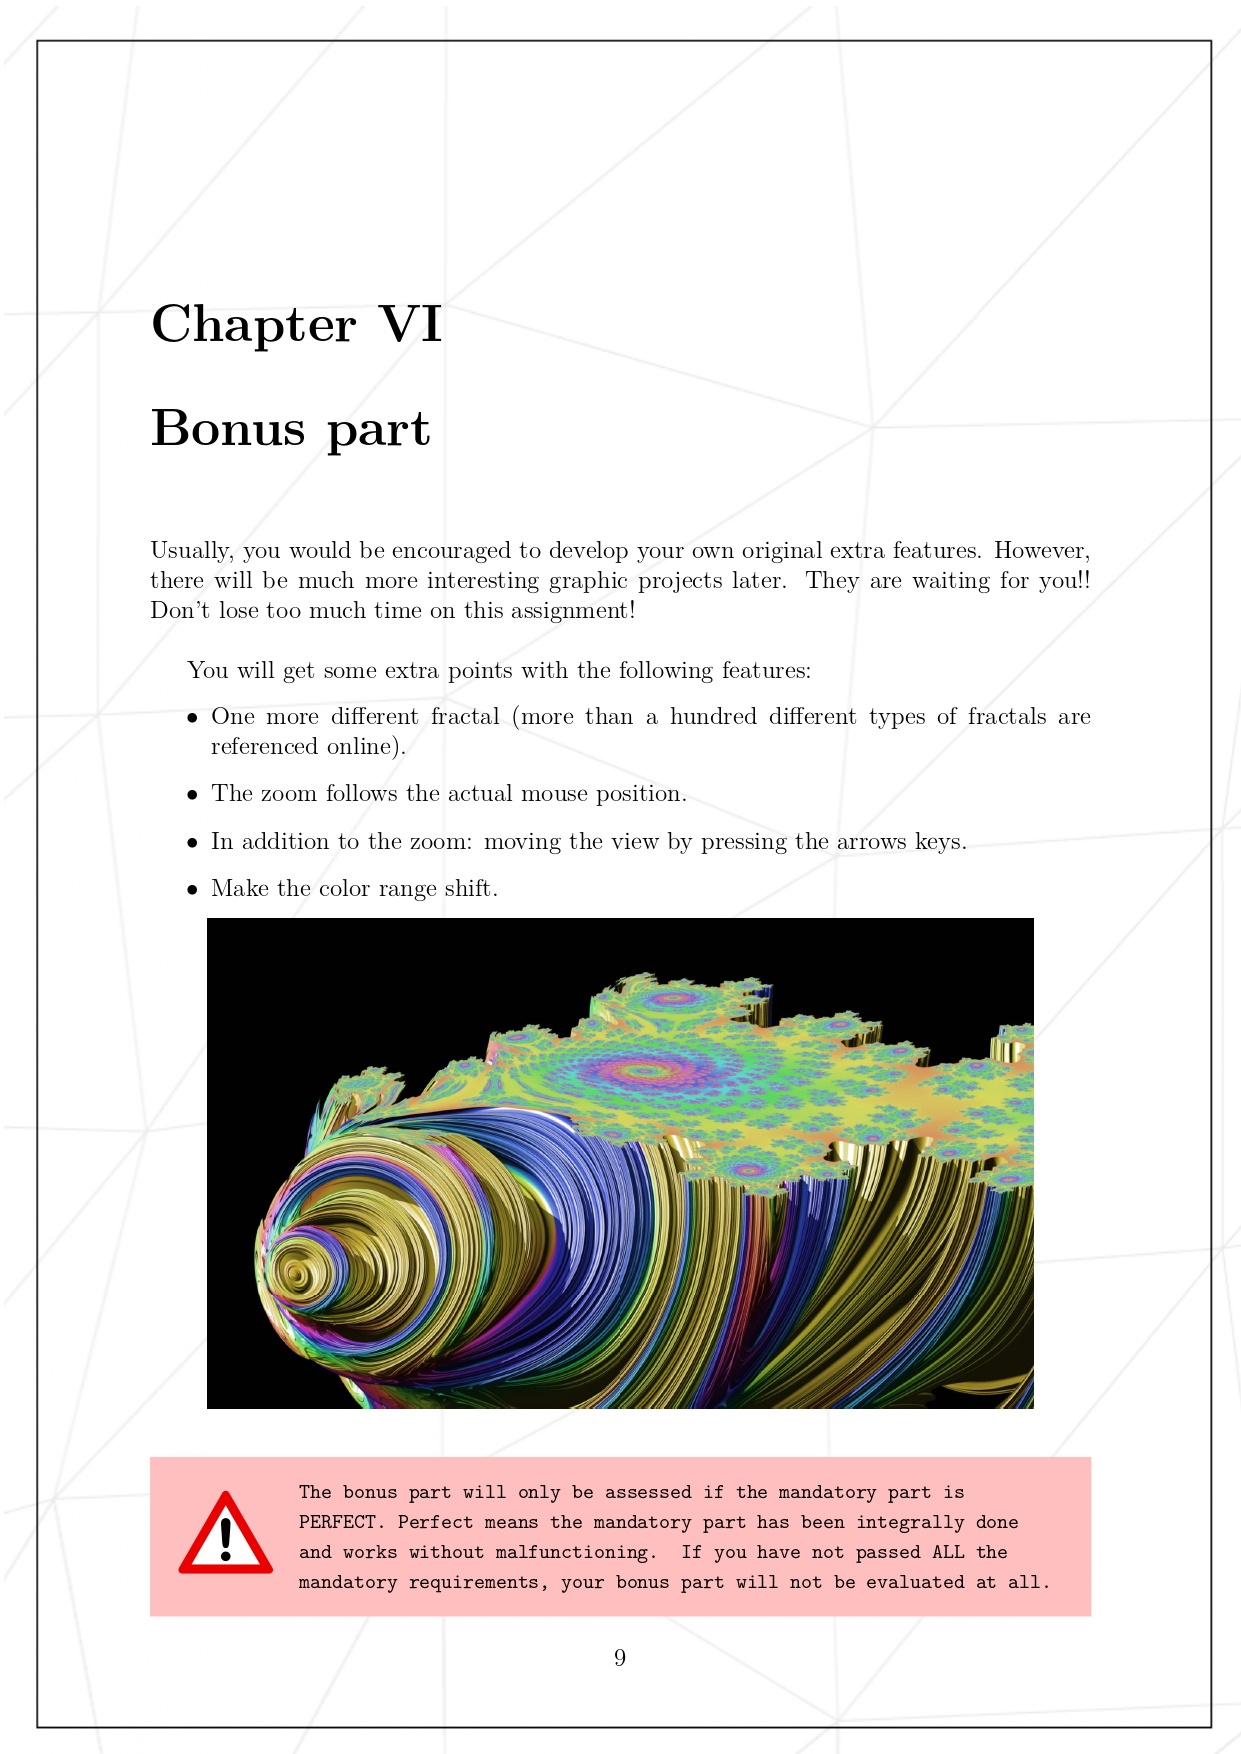 Chapter VI
Bonus part
Usually, you would be encouraged to develop your own original extra features. However,
there will be much more interesting graphic projects later. They are waiting for you!!
Don't lose too much time on this assignment!
You will get some extra points with the following features:
• One more different fractal (more than a hundred different types of fractals are
referenced online).
• The zoom follows the actual mouse position.
• In addition to the zoom: moving the view by pressing the arrows keys.
• Make the color range shift.
The bonus part will only be assessed if the mandatory part is
PERFECT. Perfect means the mandatory part has been integrally done
and works without malfunctioning. If you have not passed ALL the
mandatory requirements, your bonus part will not be evaluated at all.
9